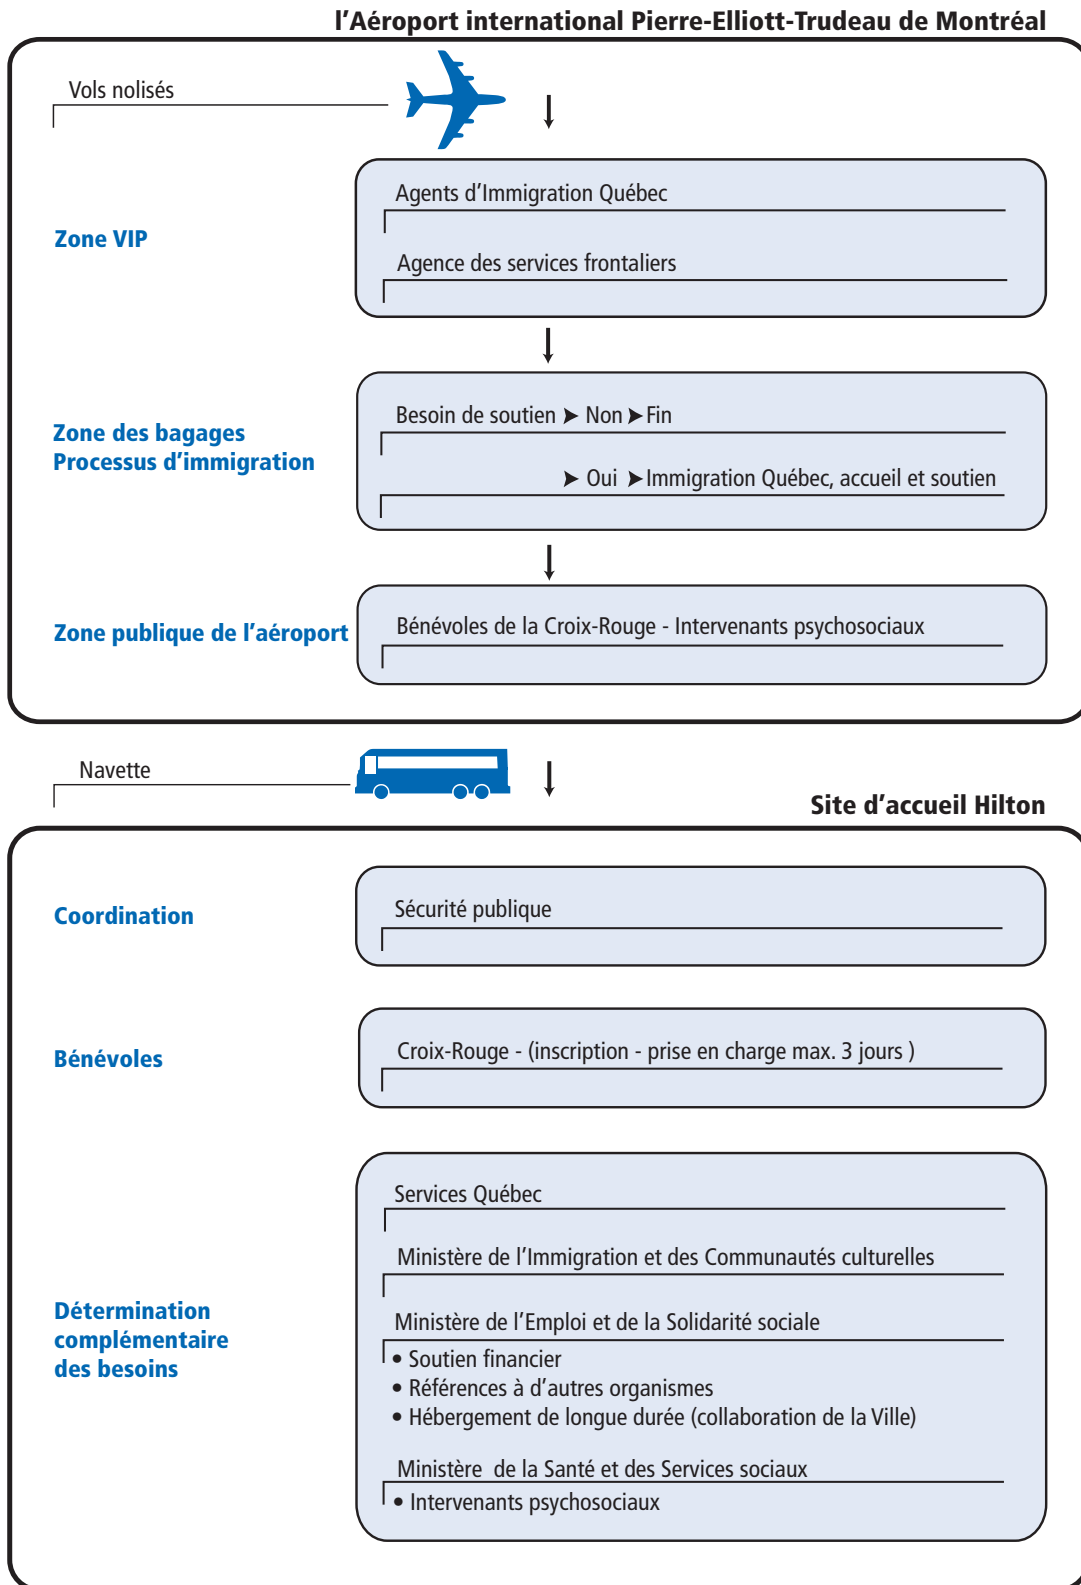 l'Aéroport international Pierre-Elliott-Trudeau de Montréal
Vols nolisés
Zone VIP
Agents d'Immigration Québec
Agence des services frontaliers
Zone des bagages
Processus d'immigration
Besoin de soutien ➤ Non ➤ Fin
➤ Oui ➤ Immigration Québec, accueil et soutien
Zone publique de l'aéroport
Bénévoles de la Croix-Rouge - Intervenants psychosociaux
Navette
Site d'accueil Hilton
Coordination
Sécurité publique
Bénévoles
Croix-Rouge - (inscription - prise en charge max. 3 jours )
Détermination
complémentaire
des besoins
Services Québec
Ministère de l'Immigration et des Communautés culturelles
Ministère de l'Emploi et de la Solidarité sociale
• Soutien financier
• Références à d'autres organismes
• Hébergement de longue durée (collaboration de la Ville)
Ministère de la Santé et des Services sociaux
• Intervenants psychosociaux